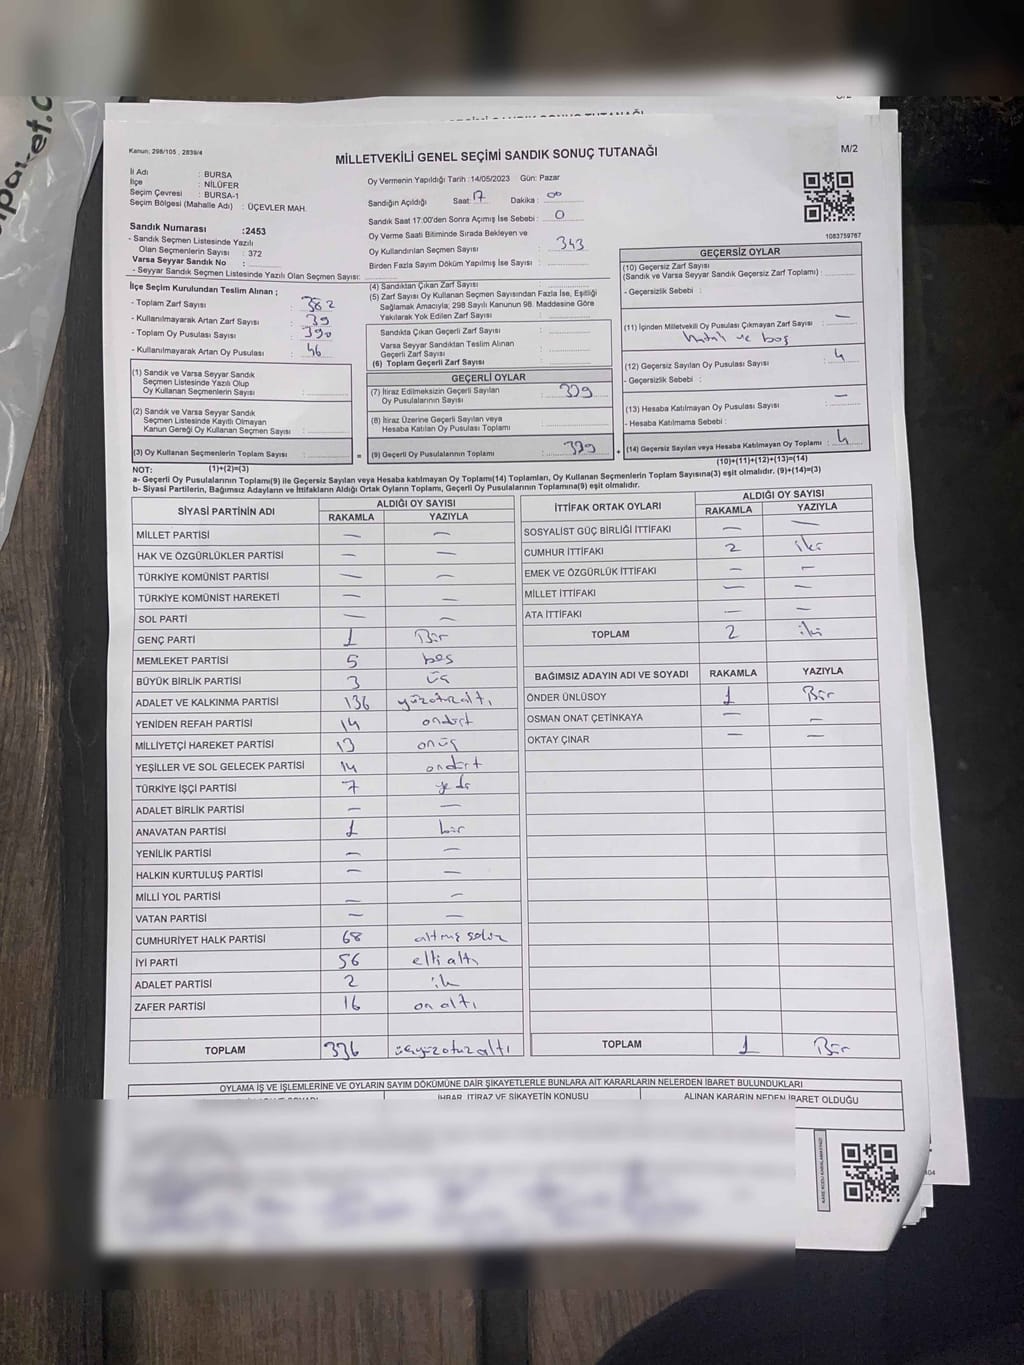 Kanun; 298/105 , 2839/4
MİLLETVEKİLİ GENEL SEÇİMİ SANDIK SONUÇ TUTANAĞI
M/2
İl Adı : BURSA
İlçe : NİLÜFER
Seçim Çevresi : BURSA-1
Seçim Bölgesi (Mahalle Adı) : ÜÇEVLER MAH.
Sandık Numarası :2453
- Sandık Seçmen Listesinde Yazılı
Olan Seçmenlerin Sayısı : 372
Varsa Seyyar Sandık No :
- Seyyar Sandık Seçmen Listesinde Yazılı Olan Seçmen Sayısı:
Oy Vermenin Yapıldığı Tarih :14/05/2023 Gün: Pazar
Sandığın Açıldığı Saat: 17 Dakika : 00
Sandık Saat 17:00'den Sonra Açımış İse Sebebi : 0
Oy Verme Saati Bitiminde Sırada Bekleyen ve
Oy Kullandırılan Seçmen Sayısı : 343
Birden Fazla Sayım Döküm Yapılmış İse Sayısı :
1083759767
İlçe Seçim Kurulundan Teslim Alınan ;
- Toplam Zarf Sayısı : 382
- Kullanılmayarak Artan Zarf Sayısı : 39
- Toplam Oy Pusulası Sayısı : 390
- Kullanılmayarak Artan Oy Pusulası : 46
(1) Sandık ve Varsa Seyyar Sandık
Seçmen Listesinde Yazılı Olup
Oy Kullanan Seçmenlerin Sayısı :
(2) Sandık ve Varsa Seyyar Sandık
Seçmen Listesinde Kayıtlı Olmayan
Kanun Gereği Oy Kullanan Seçmen Sayısı :
(3) Oy Kullanan Seçmenlerin Toplam Sayısı :
(1)+(2)=(3)
(4) Sandıktan Çıkan Zarf Sayısı :
(5) Zarf Sayısı Oy Kullanan Seçmen Sayısından Fazla İse, Eşitliği
Sağlamak Amacıyla; 298 Sayılı Kanunun 98. Maddesine Göre
Yakılarak Yok Edilen Zarf Sayısı :
Sandıkta Çıkan Geçerli Zarf Sayısı :
Varsa Seyyar Sandıktan Teslim Alınan
Geçerli Zarf Sayısı :
(6) Toplam Geçerli Zarf Sayısı :
GEÇERLİ OYLAR
(7) İtiraz Edilmeksizin Geçerli Sayılan
Oy Pusulalarının Sayısı : 339
(8) İtiraz Üzerine Geçerli Sayılan veya
Hesaba Katılan Oy Pusulası Toplamı :
= (9) Geçerli Oy Pusulalarının Toplamı : 339
GEÇERSİZ OYLAR
(10) Geçersiz Zarf Sayısı
(Sandık ve Varsa Seyyar Sandık Geçersiz Zarf Toplamı) :
- Geçersizlik Sebebi :
(11) İçinden Milletvekili Oy Pusulası Çıkmayan Zarf Sayısı : —
Hatalı ve boş
(12) Geçersiz Sayılan Oy Pusulası Sayısı : 4
- Geçersizlik Sebebi :
(13) Hesaba Katılmayan Oy Pusulası Sayısı : —
- Hesaba Katılmama Sebebi :
+ (14) Geçersiz Sayılan veya Hesaba Katılmayan Oy Toplamı : 4
(10)+(11)+(12)+(13)=(14)
NOT:
a- Geçerli Oy Pusulalarının Toplamı(9) ile Geçersiz Sayılan veya Hesaba katılmayan Oy Toplamı(14) Toplamları, Oy Kullanan Seçmenlerin Toplam Sayısına(3) eşit olmalıdır. (9)+(14)=(3)
b- Siyasi Partilerin, Bağımsız Adayların ve İttifakların Aldığı Ortak Oyların Toplamı, Geçerli Oy Pusulalarının Toplamına(9) eşit olmalıdır.
SİYASİ PARTİNİN ADI ALDIĞI OY SAYISI
RAKAMLA YAZIYLA
MİLLET PARTİSİ — —
HAK VE ÖZGÜRLÜKLER PARTİSİ — —
TÜRKİYE KOMÜNİST PARTİSİ — —
TÜRKİYE KOMÜNİST HAREKETİ — —
SOL PARTİ — —
GENÇ PARTİ 1 Bir
MEMLEKET PARTİSİ 5 beş
BÜYÜK BİRLİK PARTİSİ 3 üç
ADALET VE KALKINMA PARTİSİ 136 yüzotuzaltı
YENİDEN REFAH PARTİSİ 14 ondört
MİLLİYETÇİ HAREKET PARTİSİ 13 onüç
YEŞİLLER VE SOL GELECEK PARTİSİ 14 ondört
TÜRKİYE İŞÇİ PARTİSİ 7 yedi
ADALET BİRLİK PARTİSİ — —
ANAVATAN PARTİSİ 1 bir
YENİLİK PARTİSİ — —
HALKIN KURTULUŞ PARTİSİ — —
MİLLİ YOL PARTİSİ — —
VATAN PARTİSİ — —
CUMHURİYET HALK PARTİSİ 68 altmış sekiz
İYİ PARTİ 56 elli altı
ADALET PARTİSİ 2 iki
ZAFER PARTİSİ 16 on altı
TOPLAM 336 üçyüzotuzaltı
İTTİFAK ORTAK OYLARI ALDIĞI OY SAYISI
RAKAMLA YAZIYLA
SOSYALİST GÜÇ BİRLİĞİ İTTİFAKI — —
CUMHUR İTTİFAKI 2 iki
EMEK VE ÖZGÜRLÜK İTTİFAKI — —
MİLLET İTTİFAKI — —
ATA İTTİFAKI — —
TOPLAM 2 iki
BAĞIMSIZ ADAYIN ADI VE SOYADI RAKAMLA YAZIYLA
ÖNDER ÜNLÜSOY 1 Bir
OSMAN ONAT ÇETİNKAYA — —
OKTAY ÇINAR — —
TOPLAM 1 Bir
OYLAMA İŞ VE İŞLEMLERİNE VE OYLARIN SAYIM DÖKÜMÜNE DAİR ŞİKAYETLERLE BUNLARA AİT KARARLARIN NELERDEN İBARET BULUNDUKLARI
İHBAR, İTİRAZ VE ŞİKAYETİN KONUSU ALINAN KARARIN NEDEN İBARET OLDUĞU